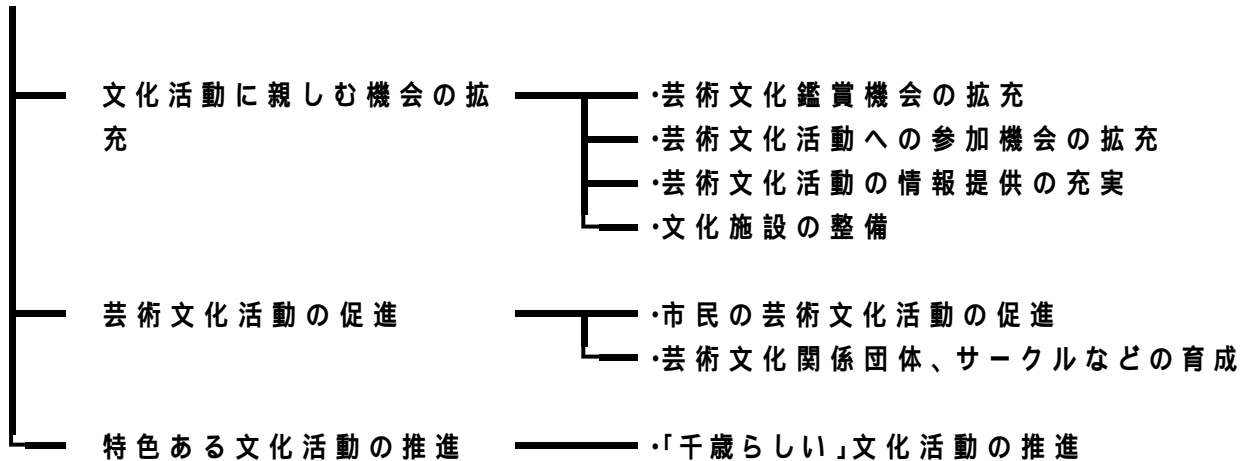 文化活動に親しむ機会の拡
充
・芸術文化鑑賞機会の拡充
・芸術文化活動への参加機会の拡充
・芸術文化活動の情報提供の充実
・文化施設の整備
芸術文化活動の促進
・市民の芸術文化活動の促進
・芸術文化関係団体、サークルなどの育成
特色ある文化活動の推進
・「千歳らしい」文化活動の推進